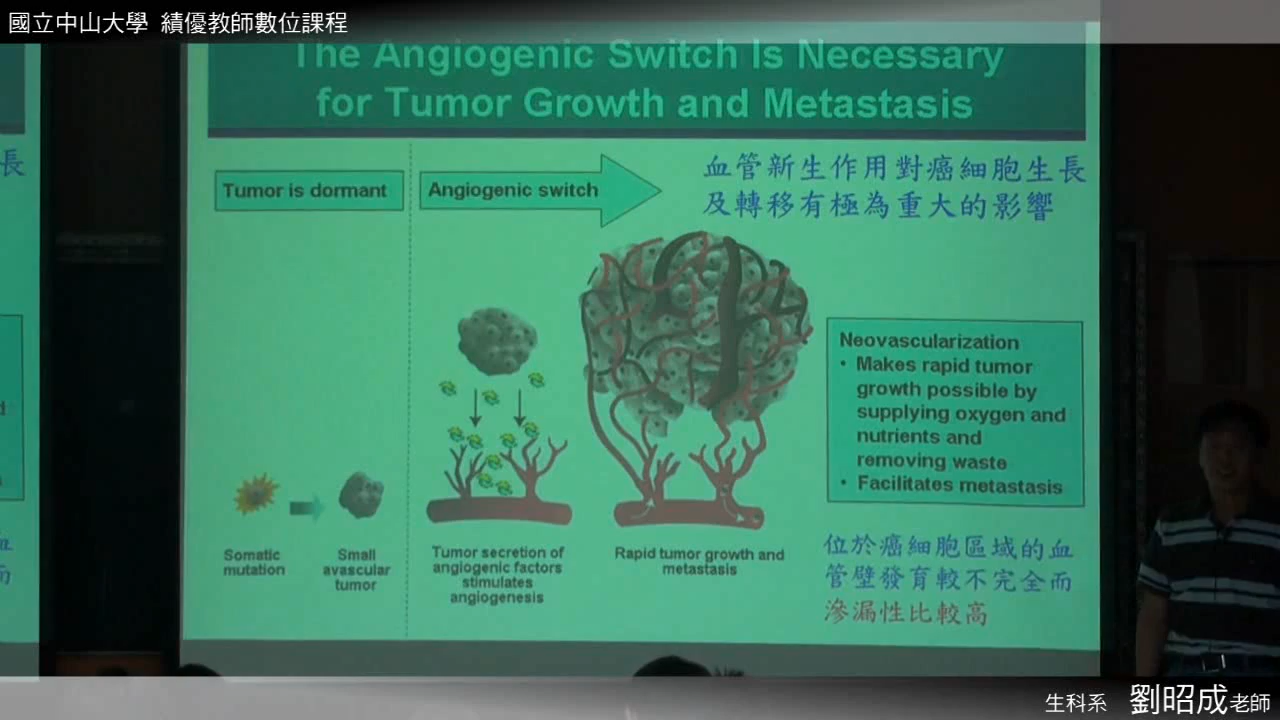 國立中山大學 績優教師數位課程
The Angiogenic Switch Is Necessary
for Tumor Growth and Metastasis
長
Tumor is dormant
Angiogenic switch
血管新生作用對癌細胞生長
及轉移有極為重大的影響
Neovascularization
• Makes rapid tumor
growth possible by
supplying oxygen and
nutrients and
removing waste
• Facilitates metastasis
Somatic
mutation
Small
avascular
tumor
Tumor secretion of
angiogenic factors
stimulates
angiogenesis
Rapid tumor growth and
metastasis
位於癌細胞區域的血
管壁發育較不完全而
滲漏性比較高
血
而
生科系 劉昭成老師